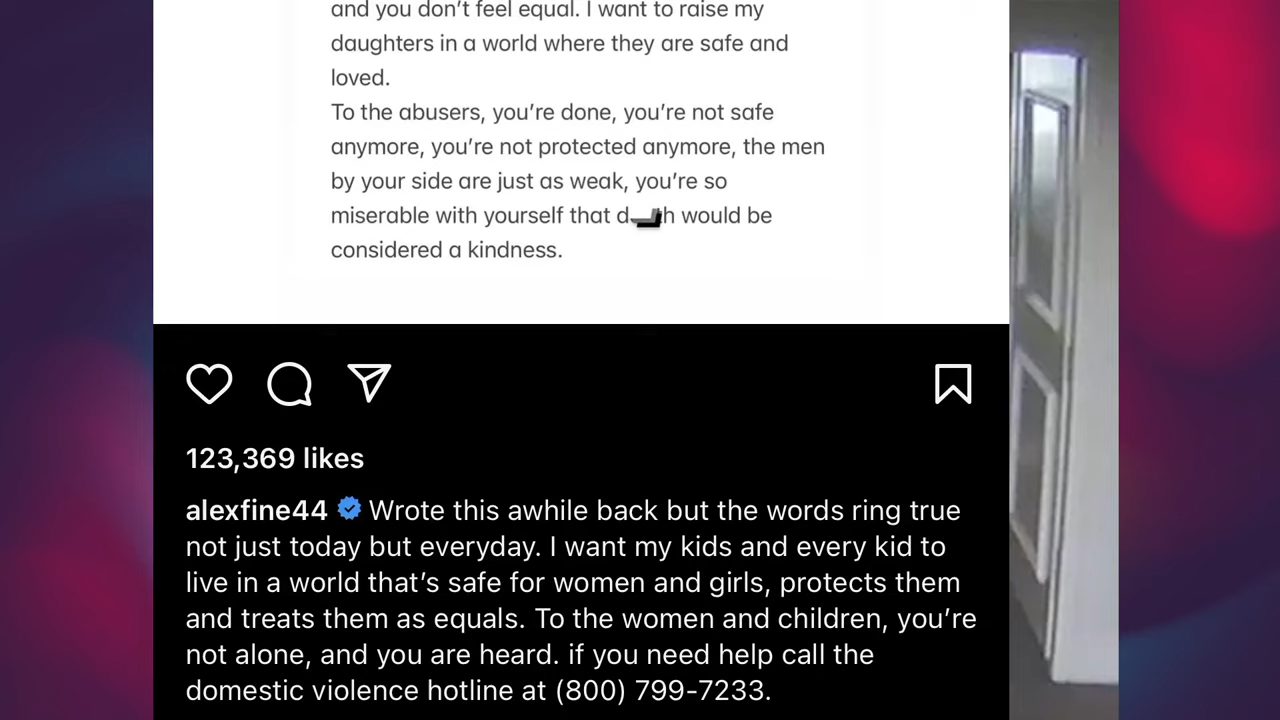 and you don’t feel equal. I want to raise my
daughters in a world where they are safe and
loved.
To the abusers, you’re done, you’re not safe
anymore, you’re not protected anymore, the men
by your side are just as weak, you’re so
miserable with yourself that d h would be
considered a kindness.
123,369 likes
alexfine44 Wrote this awhile back but the words ring true
not just today but everyday. I want my kids and every kid to
live in a world that’s safe for women and girls, protects them
and treats them as equals. To the women and children, you’re
not alone, and you are heard. if you need help call the
domestic violence hotline at (800) 799-7233.